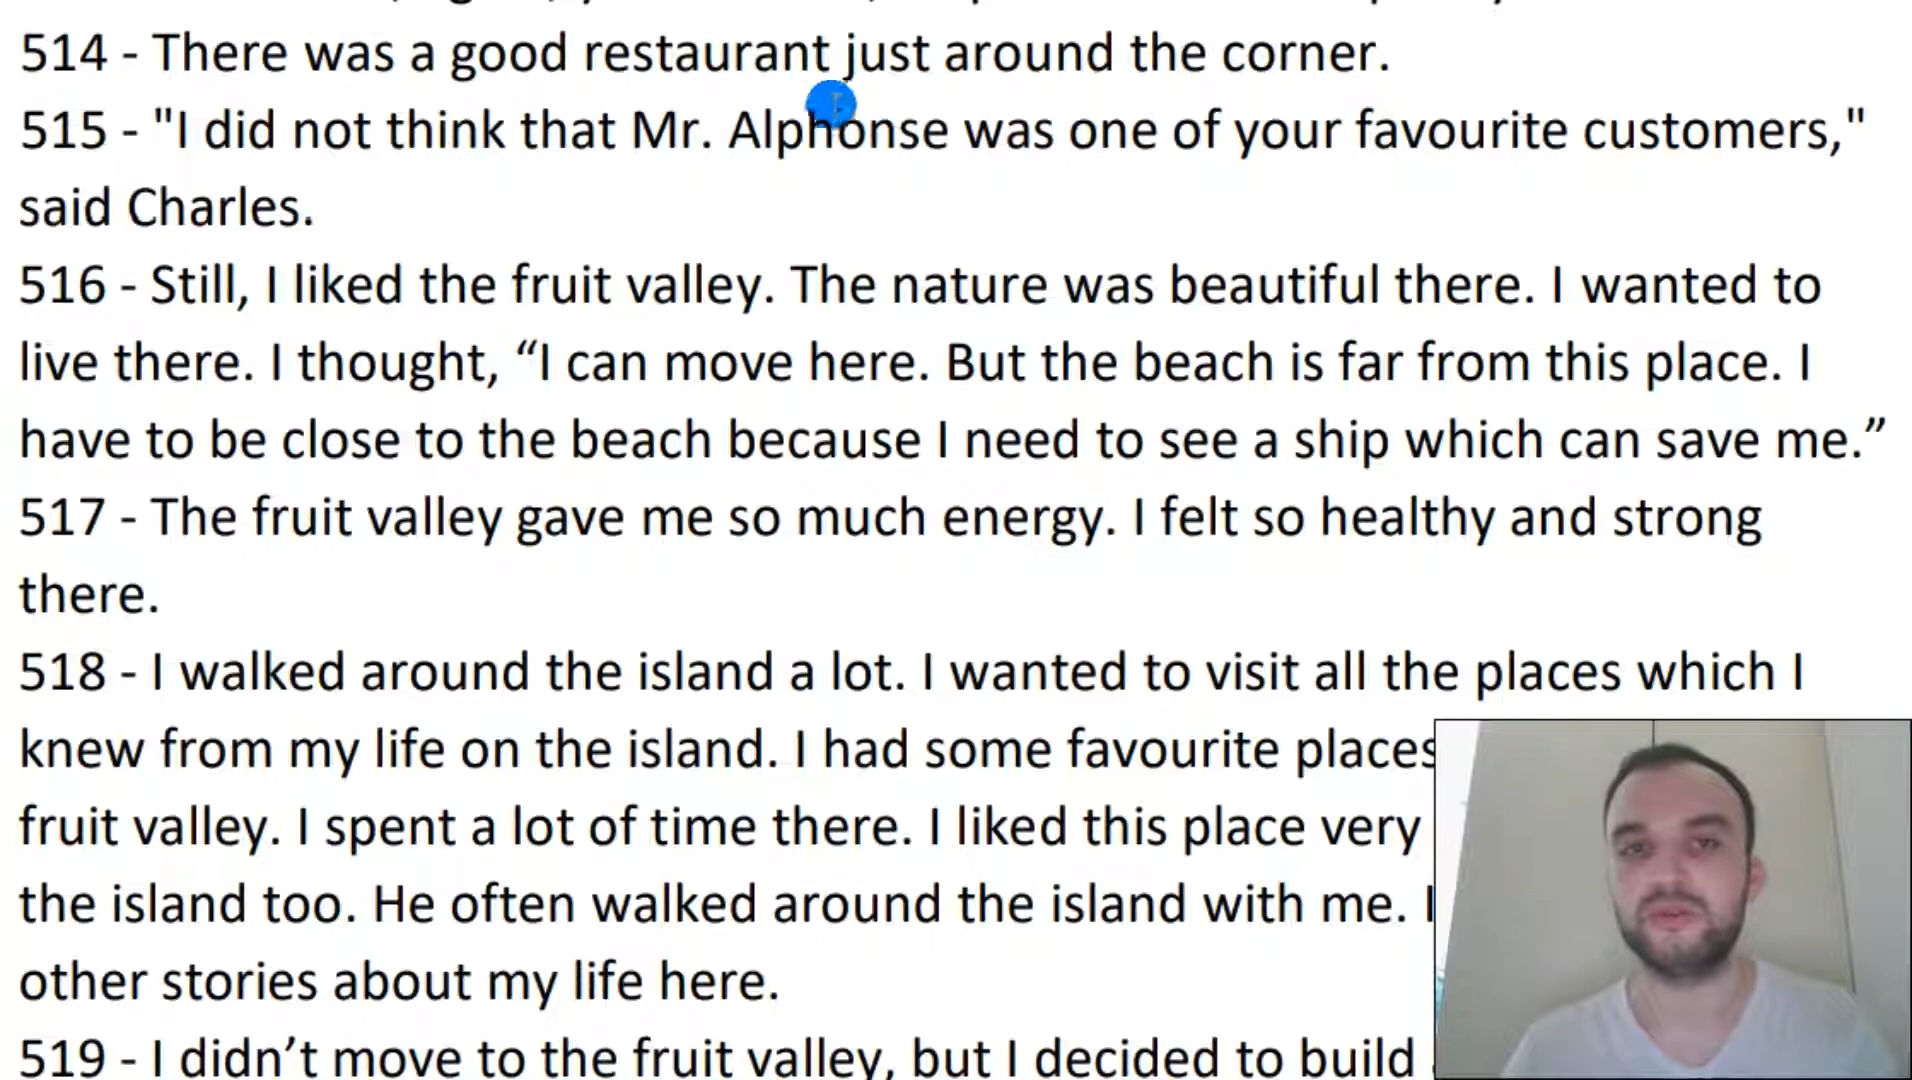 514 - There was a good restaurant just around the corner.
515 - "I did not think that Mr. Alphonse was one of your favourite customers,"
said Charles.
516 - Still, I liked the fruit valley. The nature was beautiful there. I wanted to
live there. I thought, “I can move here. But the beach is far from this place. I
have to be close to the beach because I need to see a ship which can save me.”
517 - The fruit valley gave me so much energy. I felt so healthy and strong
there.
518 - I walked around the island a lot. I wanted to visit all the places which I
knew from my life on the island. I had some favourite places
fruit valley. I spent a lot of time there. I liked this place very
the island too. He often walked around the island with me. I
other stories about my life here.
519 - I didn’t move to the fruit valley, but I decided to build